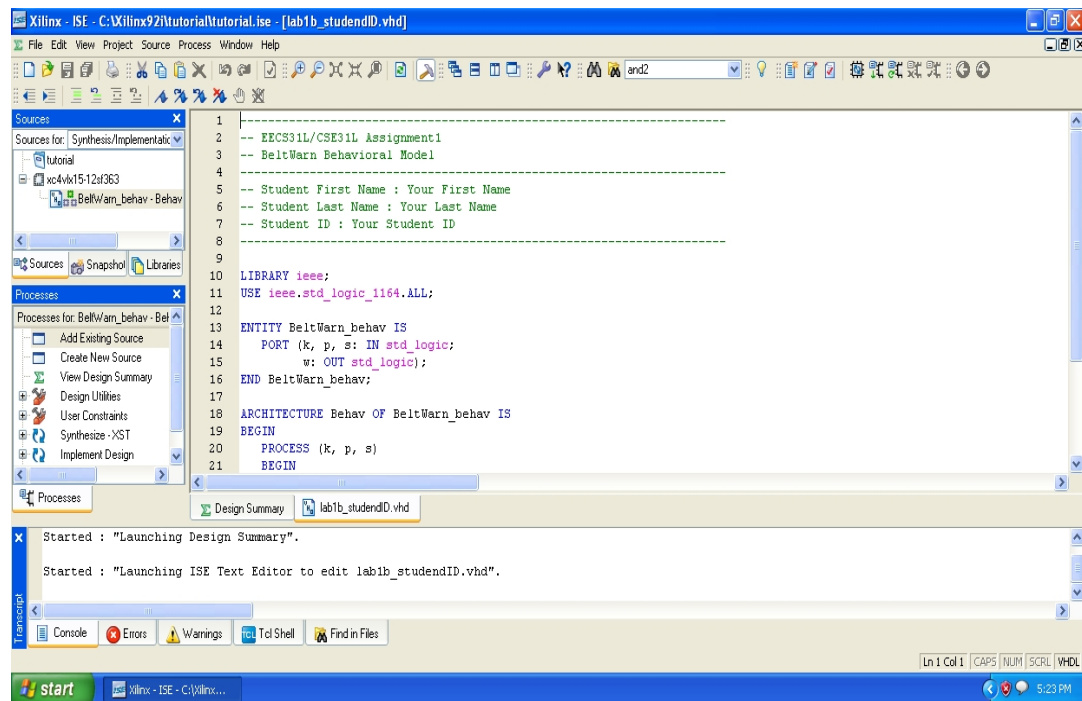 Xilinx - ISE - C:\Xilinx92i\tutorial\tutorial.ise - [lab1b_studendID.vhd]
File Edit View Project Source Process Window Help
and2
Sources
Sources for: Synthesis/Implementatic
tutorial
xc4vlx15-12sf363
BeltWarn_behav - Behav
Sources Snapshol Libraries
Processes
Processes for: BeltWarn_behav - Bel
Add Existing Source
Create New Source
View Design Summary
Design Utilities
User Constraints
Synthesize - XST
Implement Design
Processes
1 ----------------------------------------------------------------------
2 -- EECS31L/CSE31L Assignment1
3 -- BeltWarn Behavioral Model
4 ----------------------------------------------------------------------
5 -- Student First Name : Your First Name
6 -- Student Last Name : Your Last Name
7 -- Student ID : Your Student ID
8 ----------------------------------------------------------------------
9
10 LIBRARY ieee;
11 USE ieee.std_logic_1164.ALL;
12
13 ENTITY BeltWarn_behav IS
14 PORT (k, p, s: IN std_logic;
15 w: OUT std_logic);
16 END BeltWarn_behav;
17
18 ARCHITECTURE Behav OF BeltWarn_behav IS
19 BEGIN
20 PROCESS (k, p, s)
21 BEGIN
Design Summary lab1b_studendID.vhd
Started : "Launching Design Summary".
Started : "Launching ISE Text Editor to edit lab1b_studendID.vhd".
Transcript
Console Errors Warnings TCL Tcl Shell Find in Files
Ln 1 Col 1 CAPS NUM SCRL VHDL
start Xilinx - ISE - C:\Xilinx... 5:23 PM